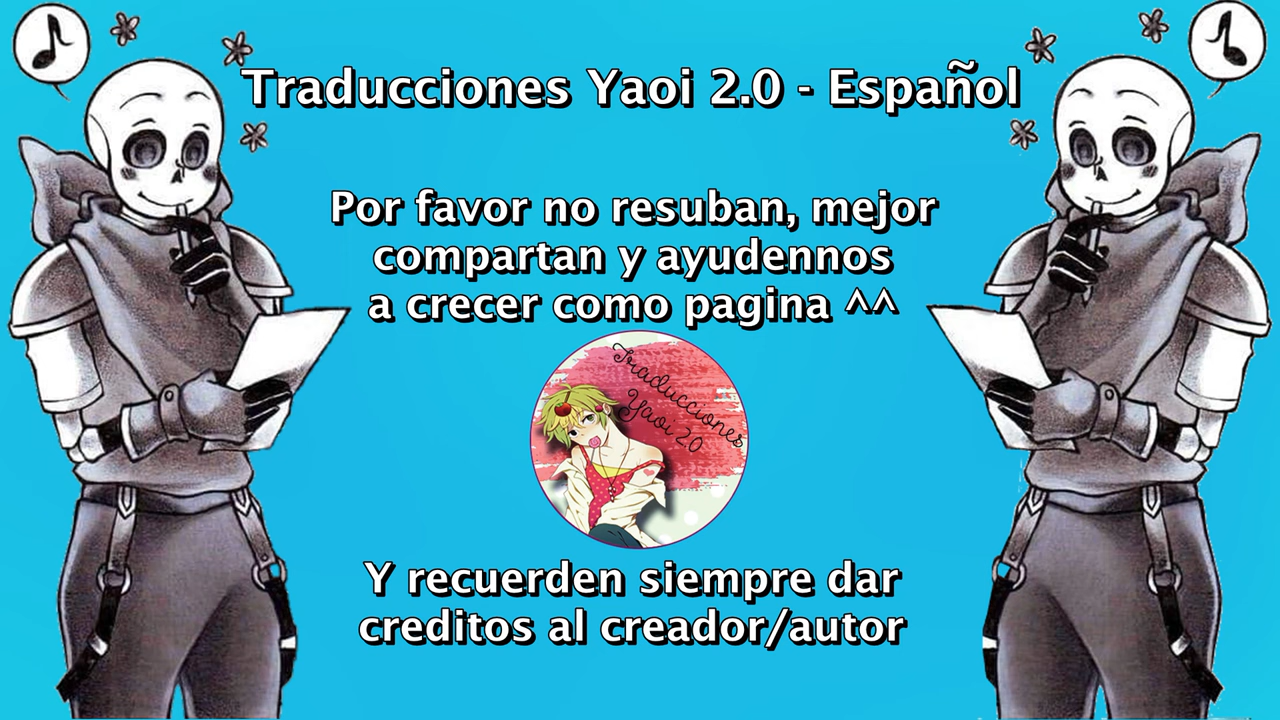 Traducciones Yaoi 2.0 - Español
Por favor no resuban, mejor
compartan y ayudennos
a crecer como pagina ^^
Traducciones
Yaoi 2.0
Y recuerden siempre dar
creditos al creador/autor